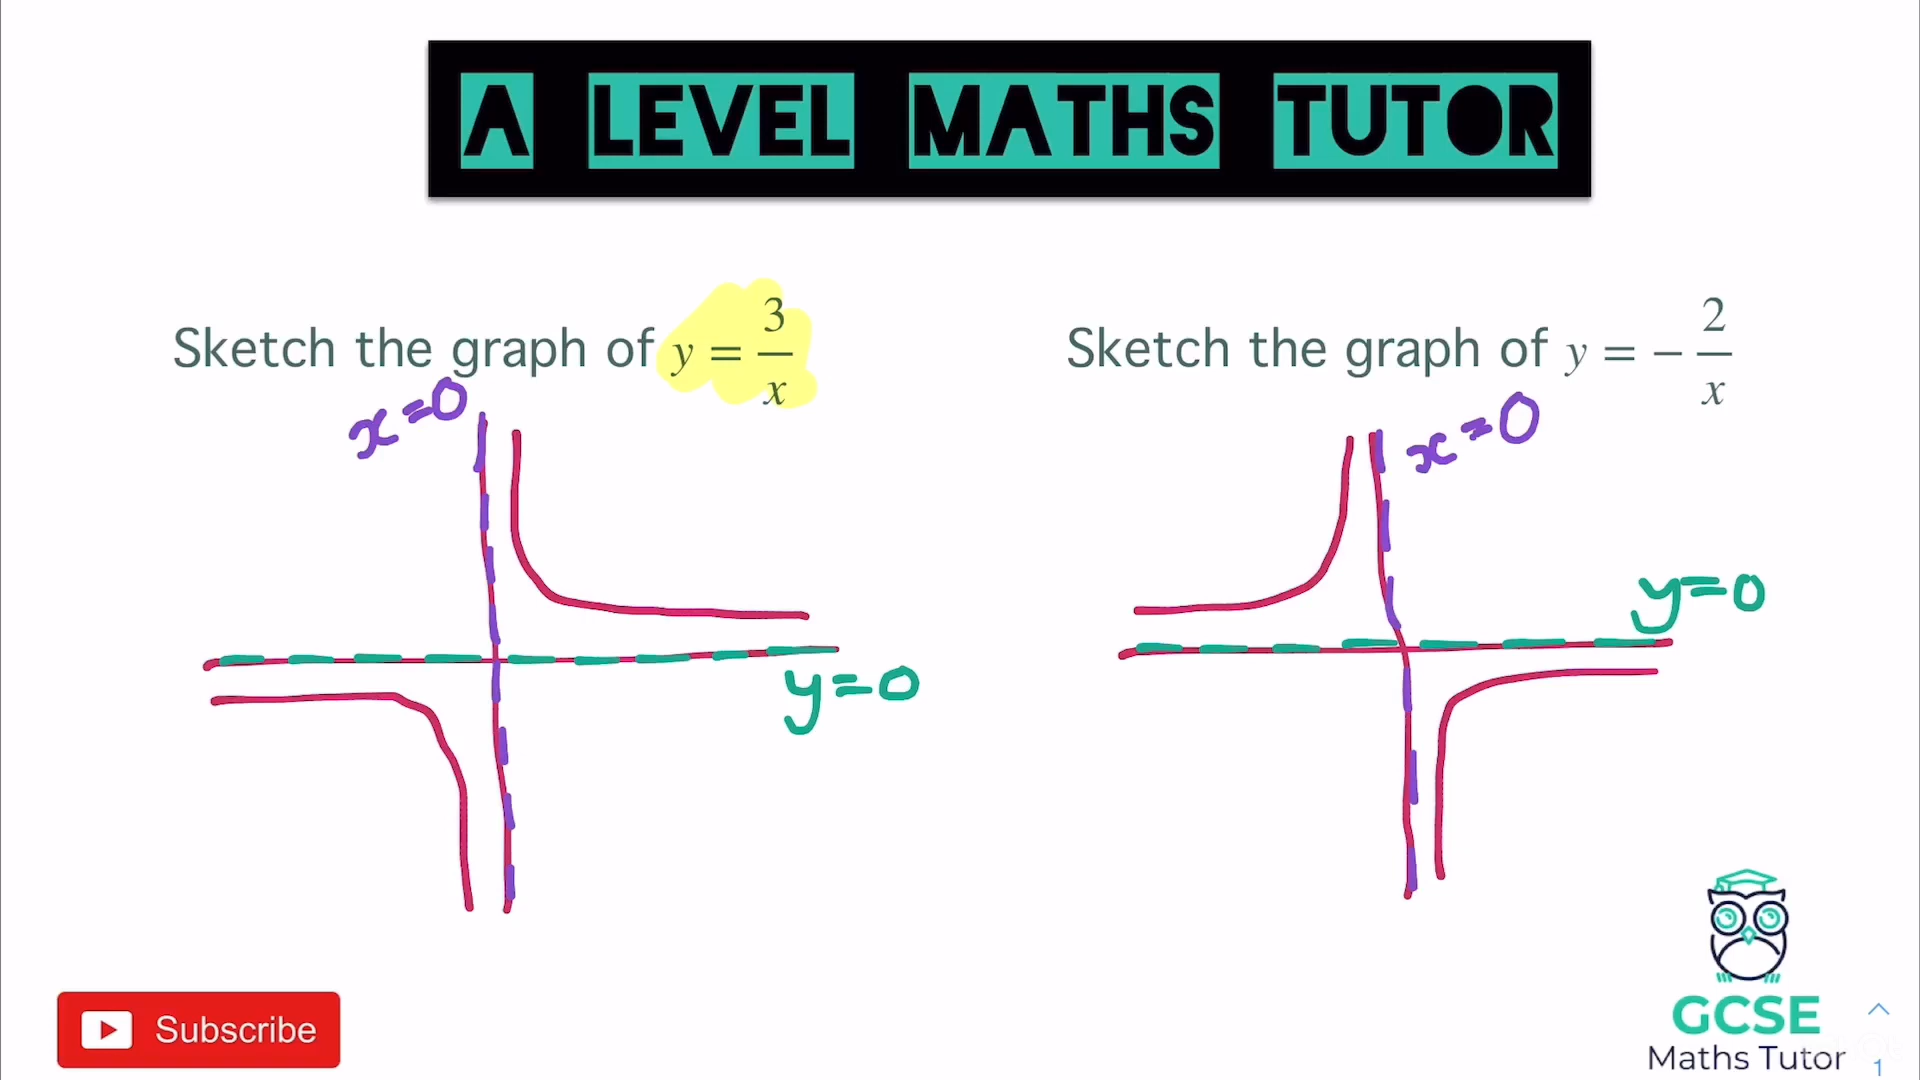 A LEVEL MATHS TUTOR
Sketch the graph of y = 3/x
Sketch the graph of y = - 2/x
x=0
x=0
y=0
y=0
Subscribe
GCSE
Maths Tutor
1